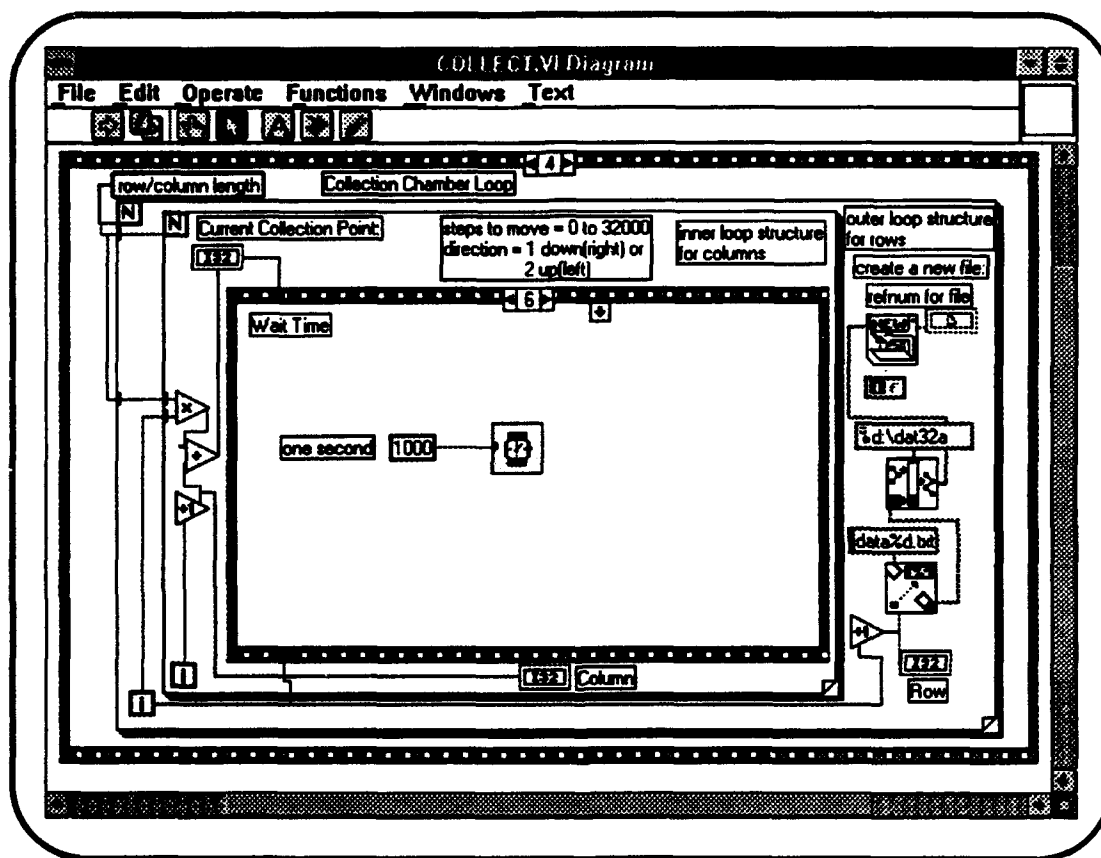 COLLECT.VI Diagram
File Edit Operate Functions Windows Text
4
row/column length
Collection Chamber Loop
N
N
Current Collection Point
I32
steps to move = 0 to 32000
direction = 1 down(right) or
2 up(left)
inner loop structure
for columns
outer loop structure
for rows
create a new file:
refnum for file
6
Wait Time
one second
1000
d:\dat32a
data%d.txt
i
i
I32
Column
I32
Row